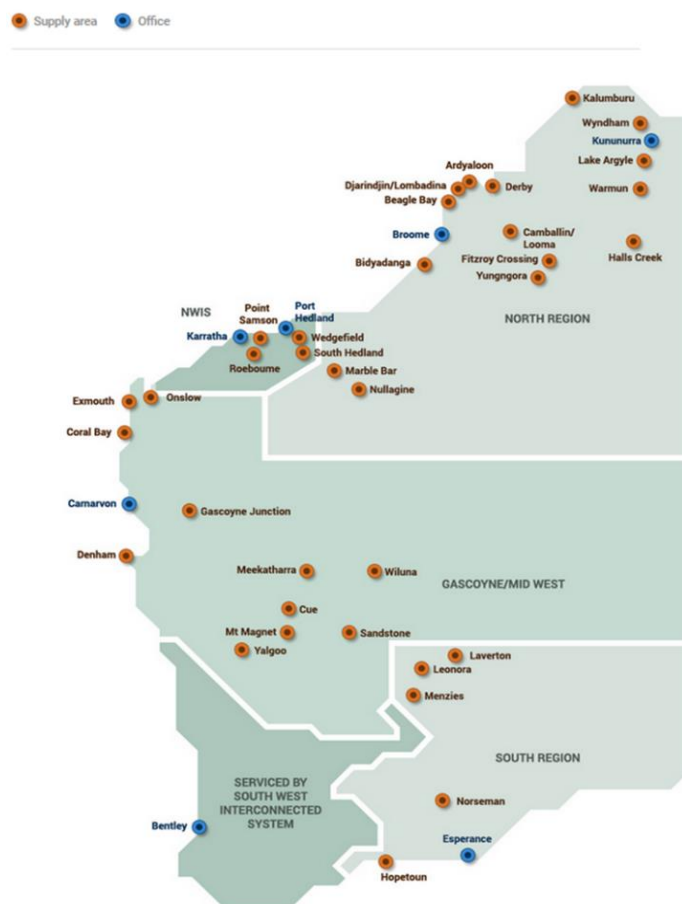 Supply area
Office
Kalumburu
Wyndham
Kununurra
Lake Argyle
Warmun
Ardyaloon
Djarindjin/Lombadina
Derby
Beagle Bay
Broome
Camballin/
Looma
Halls Creek
Bidyadanga
Fitzroy Crossing
Yungngora
NORTH REGION
NWIS
Point
Samson
Port
Hedland
Karratha
Wedgefield
South Hedland
Roebourne
Marble Bar
Nullagine
Exmouth
Onslow
Coral Bay
Carnarvon
Gascoyne Junction
Denham
Meekatharra
Wiluna
GASCOYNE/MID WEST
Cue
Mt Magnet
Sandstone
Yalgoo
Laverton
Leonora
Menzies
SOUTH REGION
SERVICED BY
SOUTH WEST
INTERCONNECTED
SYSTEM
Norseman
Bentley
Esperance
Hopetoun